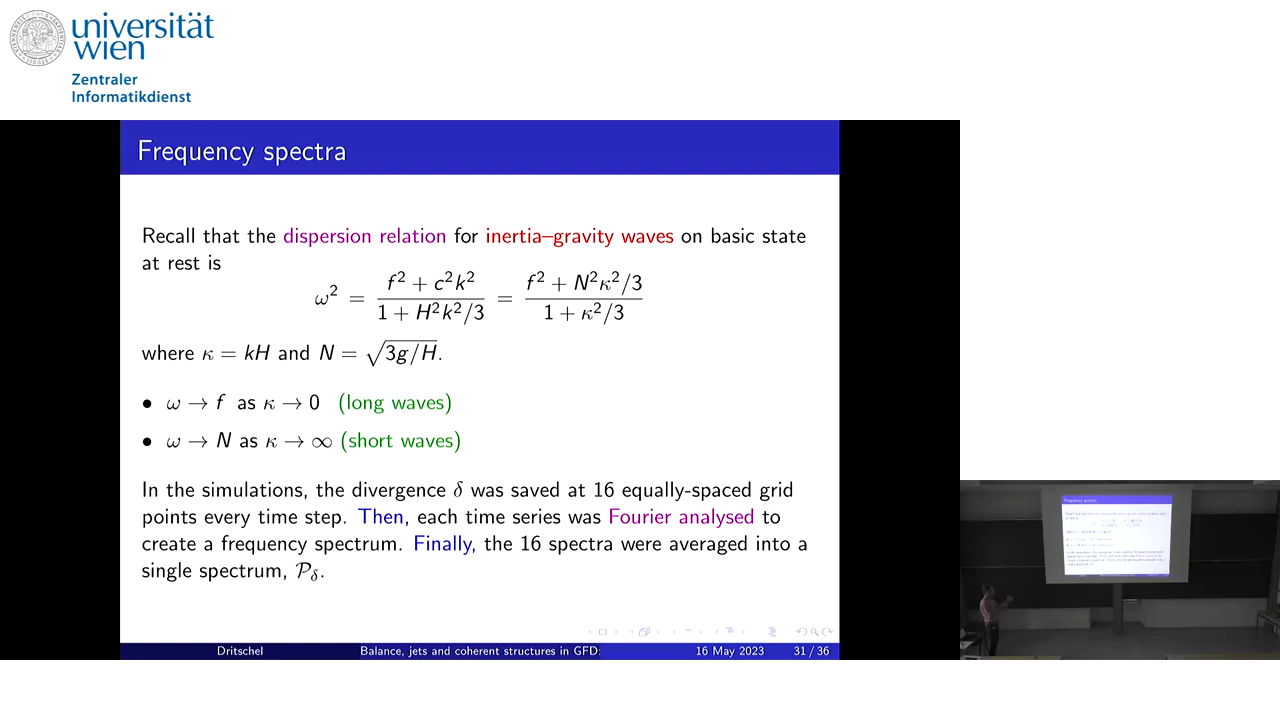 universität
wien
Zentraler
Informatikdienst
Frequency spectra
Recall that the dispersion relation for inertia–gravity waves on basic state
at rest is
ω² = (f² + c²k²)/(1 + H²k²/3) = (f² + N²κ²/3)/(1 + κ²/3)
where κ = kH and N = √(3g/H).
• ω → f as κ → 0 (long waves)
• ω → N as κ → ∞ (short waves)
In the simulations, the divergence δ was saved at 16 equally-spaced grid
points every time step. Then, each time series was Fourier analysed to
create a frequency spectrum. Finally, the 16 spectra were averaged into a
single spectrum, 𝒫δ.
Dritschel Balance, jets and coherent structures in GFD: 16 May 2023 31 / 36
Frequency spectra